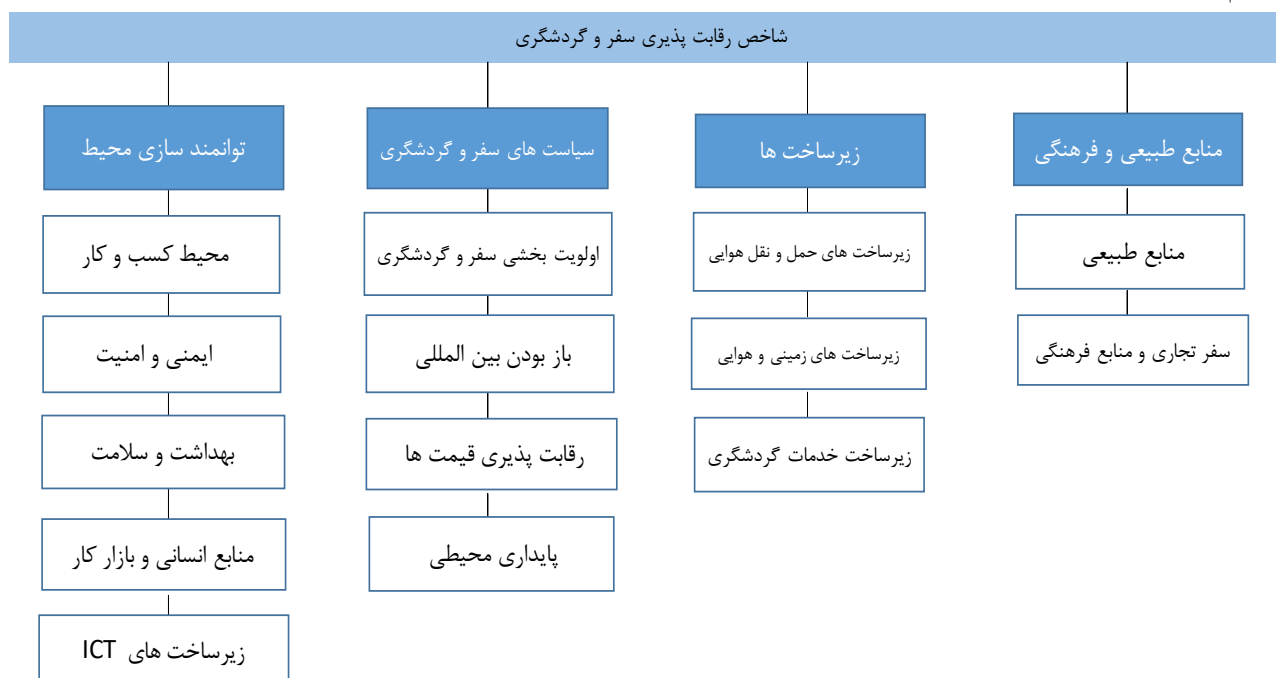 شاخص رقابت پذیری سفر و گردشگری
منابع طبیعی و فرهنگی
منابع طبیعی
سفر تجاری و منابع فرهنگی
زیرساخت ها
زیرساخت های حمل و نقل هوایی
زیرساخت های زمینی و هوایی
زیرساخت خدمات گردشگری
سیاست های سفر و گردشگری
اولویت بخشی سفر و گردشگری
باز بودن بین المللی
رقابت پذیری قیمت ها
پایداری محیطی
توانمند سازی محیط
محیط کسب و کار
ایمنی و امنیت
بهداشت و سلامت
منابع انسانی و بازار کار
زیرساخت های ICT